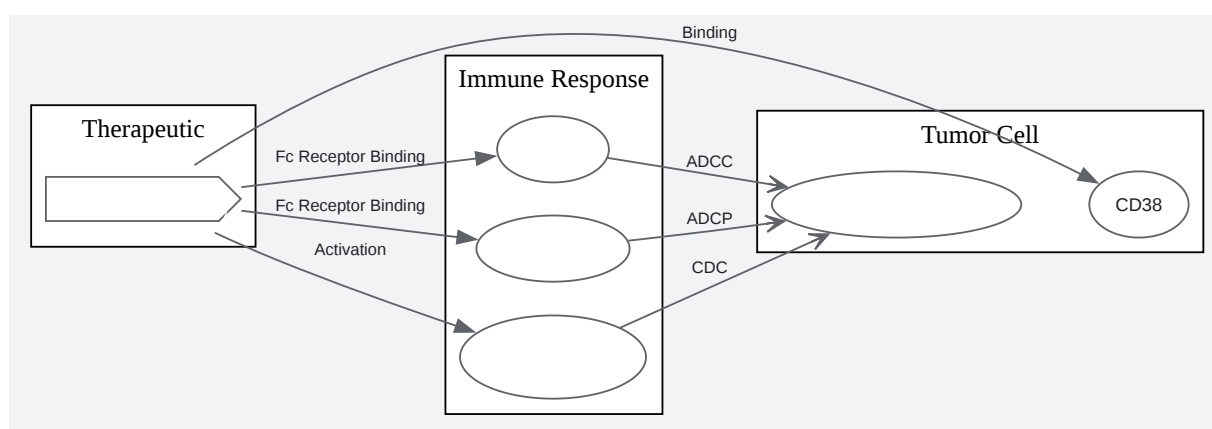 Binding
Immune Response
Therapeutic
Tumor Cell
Fc Receptor Binding
ADCC
Fc Receptor Binding
ADCP
CD38
Activation
CDC